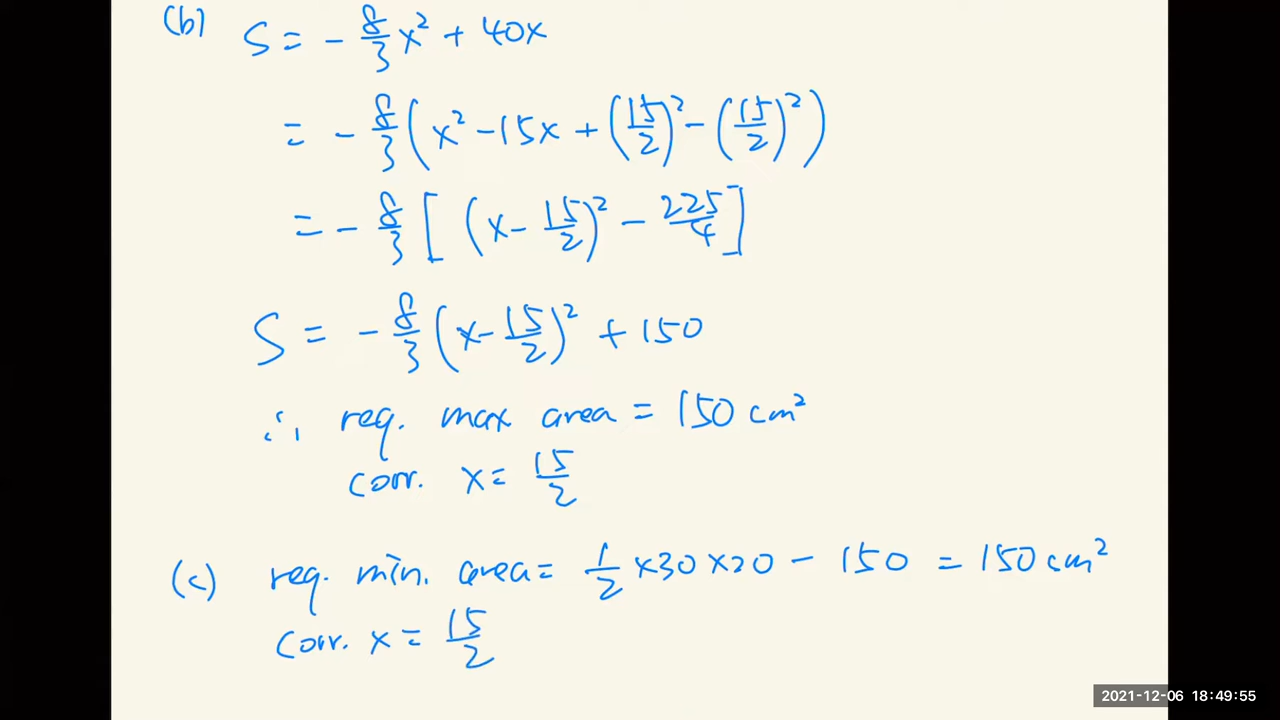 (b) S = - 8/3 x² + 40x
= - 8/3 ( x² - 15x + (15/2)² - (15/2)² )
= - 8/3 [ (x - 15/2)² - 225/4 ]
S = - 8/3 (x - 15/2)² + 150
∴ req. max area = 150 cm²
corr. x = 15/2
(c) req. min. area = 1/2 × 30 × 20 - 150 = 150 cm²
corr. x = 15/2
2021-12-06 18:49:55